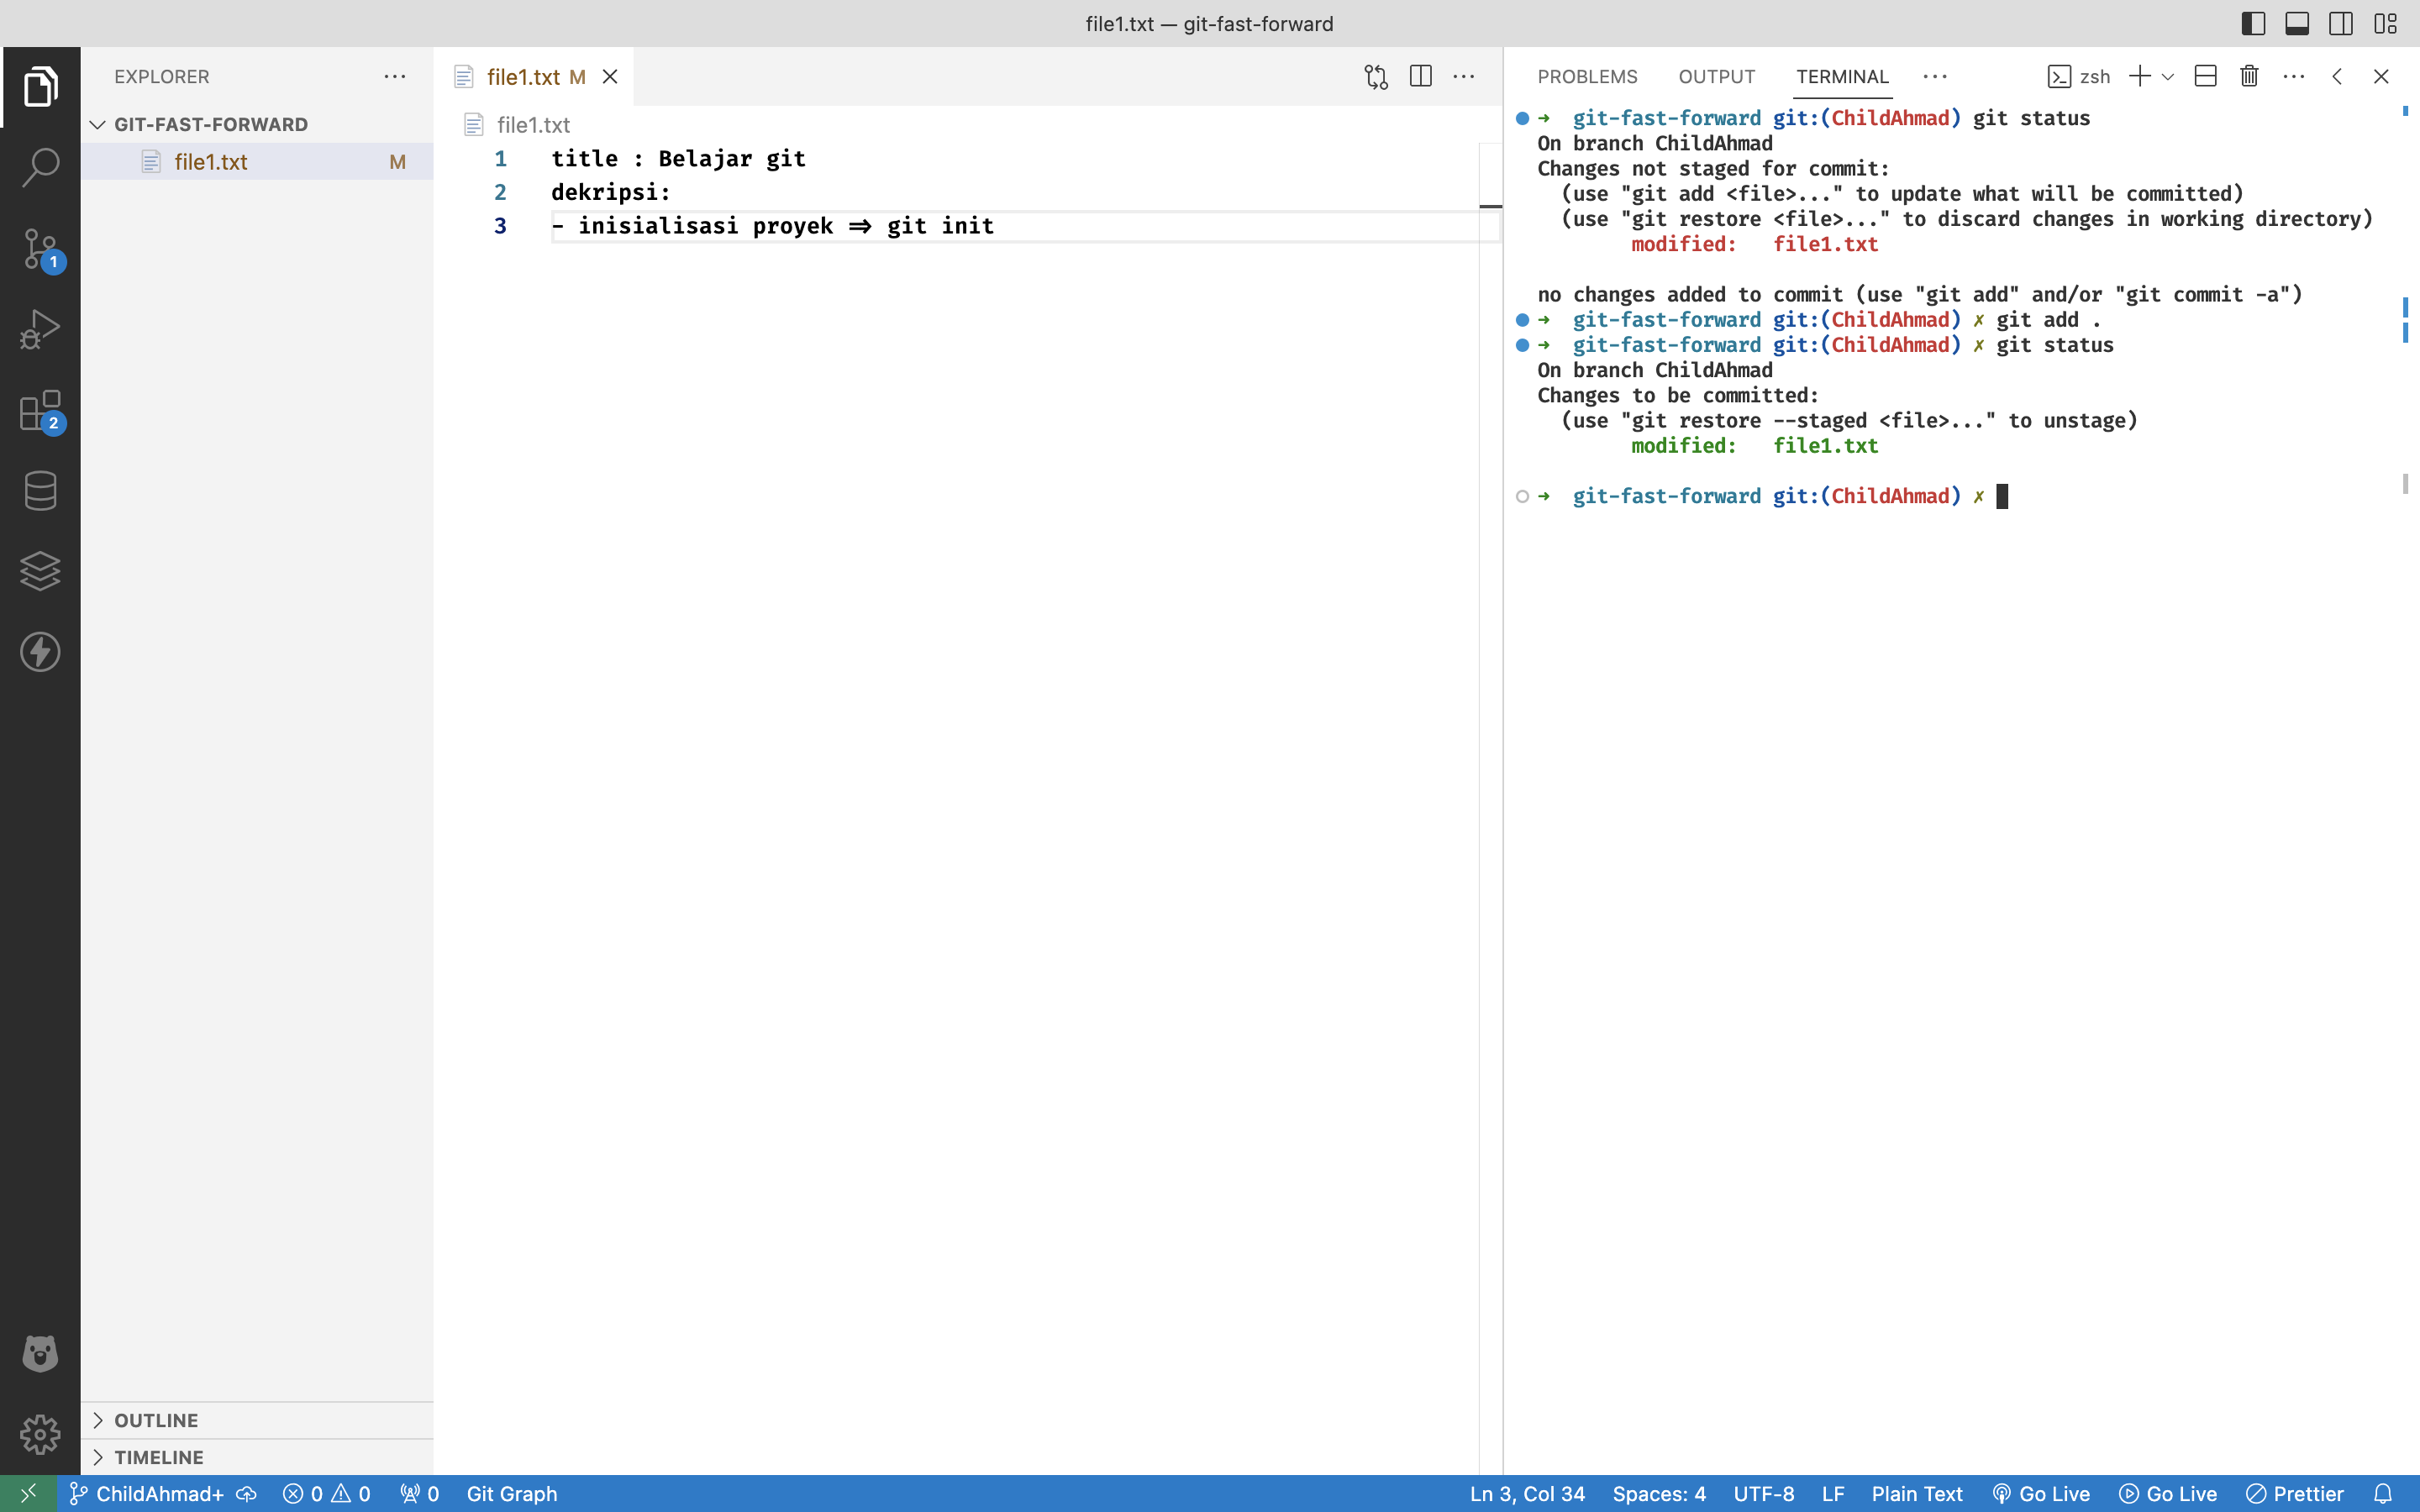 file1.txt — git-fast-forward
EXPLORER
GIT-FAST-FORWARD
file1.txt M
1
2
OUTLINE
TIMELINE
file1.txt M
file1.txt
1 title : Belajar git
2 dekripsi:
3 - inisialisasi proyek => git init
PROBLEMS OUTPUT TERMINAL zsh
➜ git-fast-forward git:(ChildAhmad) git status
On branch ChildAhmad
Changes not staged for commit:
(use "git add <file>..." to update what will be committed)
(use "git restore <file>..." to discard changes in working directory)
modified: file1.txt
no changes added to commit (use "git add" and/or "git commit -a")
➜ git-fast-forward git:(ChildAhmad) ✗ git add .
➜ git-fast-forward git:(ChildAhmad) ✗ git status
On branch ChildAhmad
Changes to be committed:
(use "git restore --staged <file>..." to unstage)
modified: file1.txt
➜ git-fast-forward git:(ChildAhmad) ✗
ChildAhmad+ 0 0 0 Git Graph Ln 3, Col 34 Spaces: 4 UTF-8 LF Plain Text Go Live Go Live Prettier